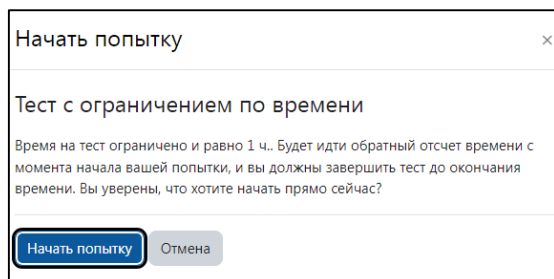 Начать попытку
×
Тест с ограничением по времени
Время на тест ограничено и равно 1 ч.. Будет идти обратный отсчет времени с
момента начала вашей попытки, и вы должны завершить тест до окончания
времени. Вы уверены, что хотите начать прямо сейчас?
Начать попытку Отмена